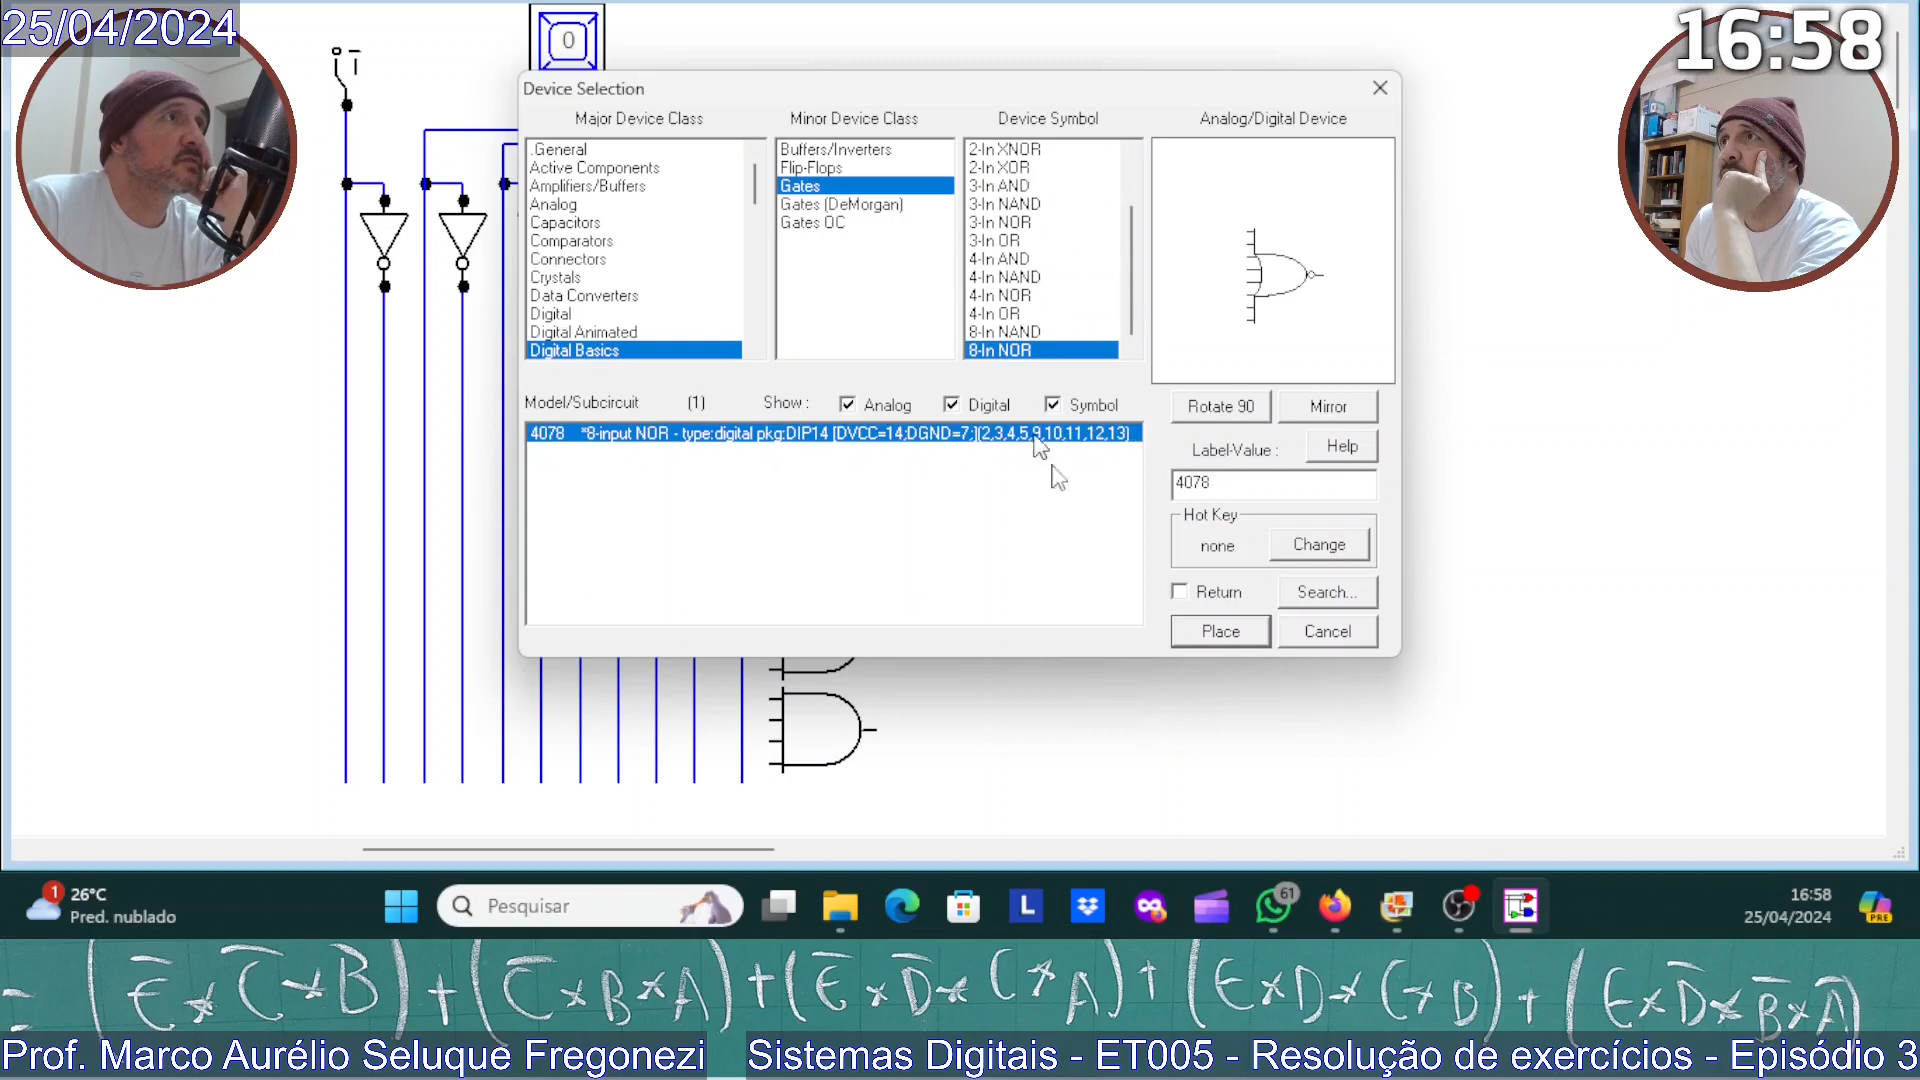 25/04/2024
16:58
0
Device Selection
Major Device Class
Minor Device Class
Device Symbol
Analog/Digital Device
.General
Active Components
Amplifiers/Buffers
Analog
Capacitors
Comparators
Connectors
Crystals
Data Converters
Digital
Digital Animated
Digital Basics
Buffers/Inverters
Flip-Flops
Gates
Gates (DeMorgan)
Gates OC
2-In XNOR
2-In XOR
3-In AND
3-In NAND
3-In NOR
3-In OR
4-In AND
4-In NAND
4-In NOR
4-In OR
8-In NAND
8-In NOR
Model/Subcircuit (1) Show : Analog Digital Symbol
4078 *8-input NOR - type:digital pkg:DIP14 [DVCC=14;DGND=7;](2,3,4,5,9,10,11,12,13)
Rotate 90 Mirror
Label-Value : Help
4078
Hot Key
none Change
Return Search...
Place Cancel
1 26°C
Pred. nublado
Pesquisar
L
61
16:58
25/04/2024
PRE
= (E̅ x C̅ x B) + (C̅ x B x A) + (E̅ x D̅ x C x A) + (E x D x C x B) + (E x D̅ x B̅ x A̅)
Prof. Marco Aurélio Seluque Fregonezi Sistemas Digitais - ET005 - Resolução de exercícios - Episódio 3